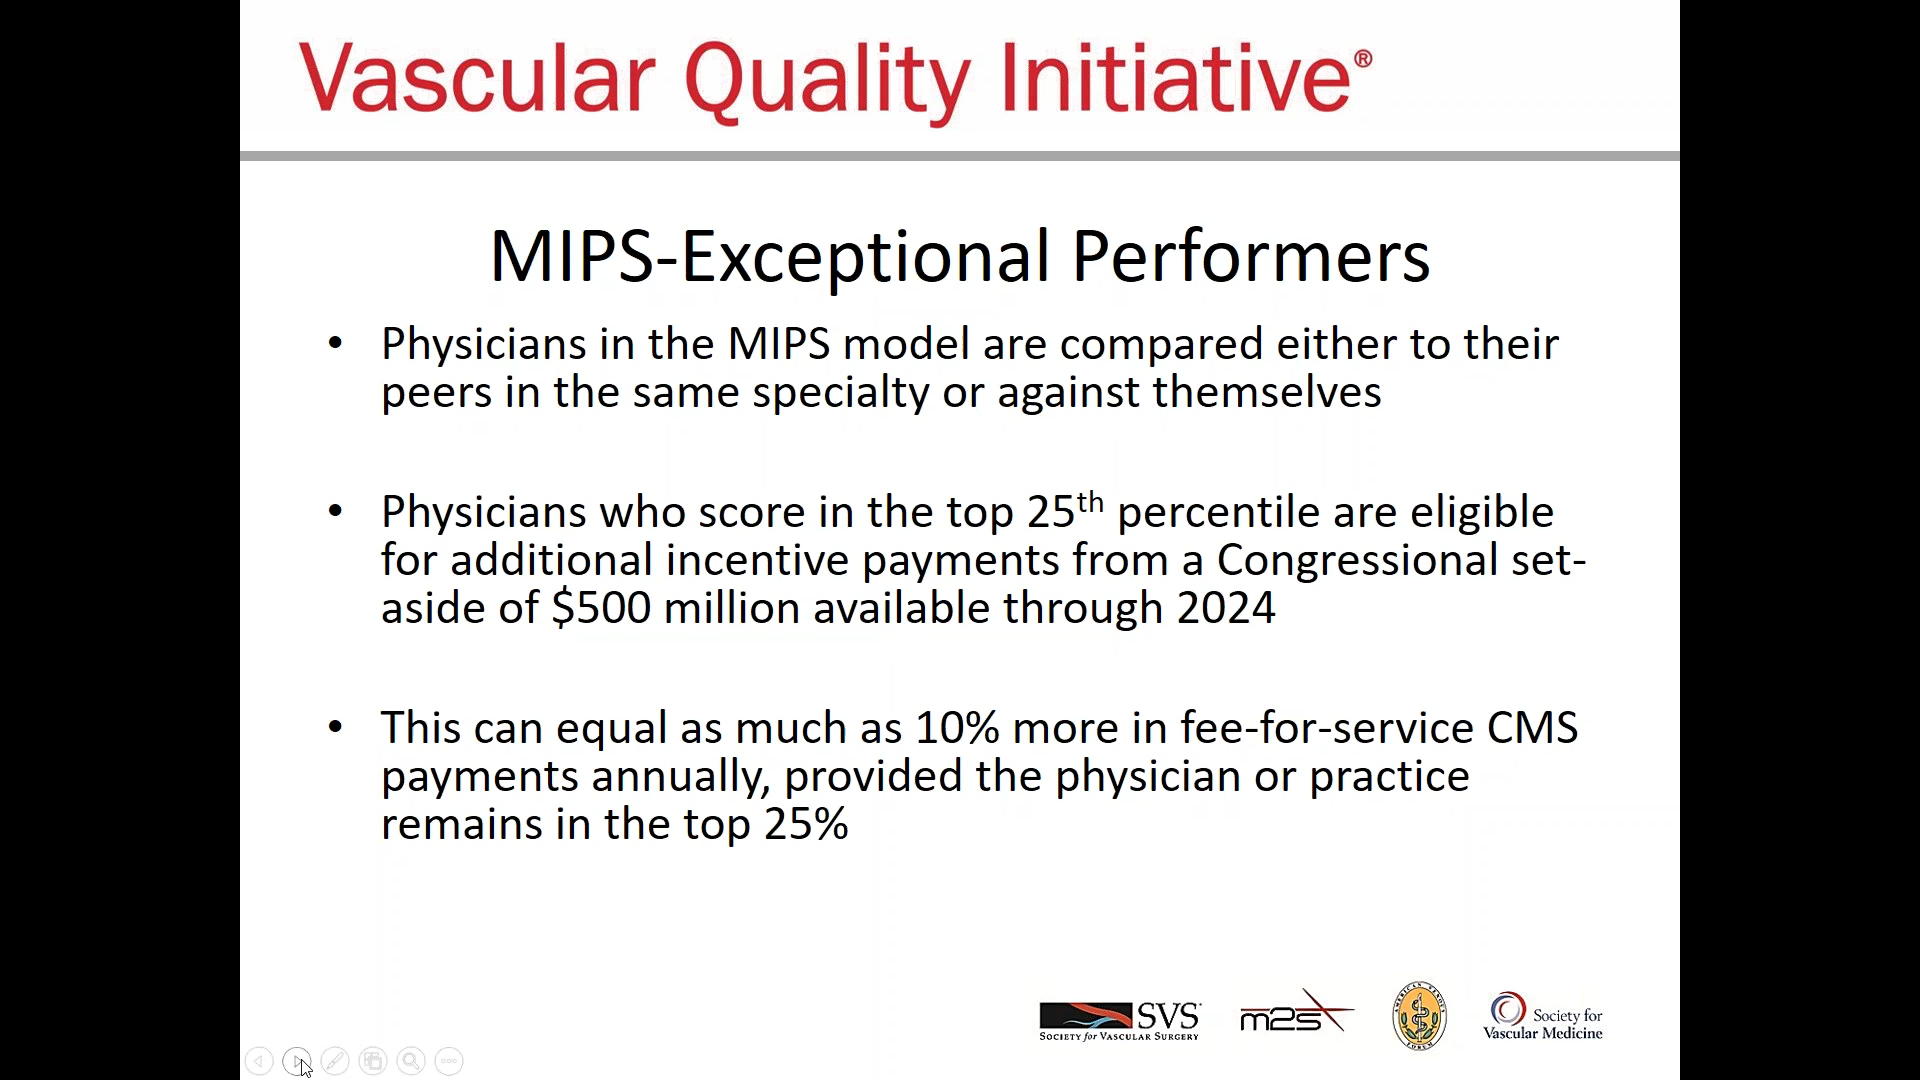 Vascular Quality Initiative®
MIPS-Exceptional Performers
• Physicians in the MIPS model are compared either to their
peers in the same specialty or against themselves
• Physicians who score in the top 25th percentile are eligible
for additional incentive payments from a Congressional set-
aside of $500 million available through 2024
• This can equal as much as 10% more in fee-for-service CMS
payments annually, provided the physician or practice
remains in the top 25%
SVS
SOCIETY for VASCULAR SURGERY
m2s
AMERICAN VENOUS
FORUM
Society for
Vascular Medicine